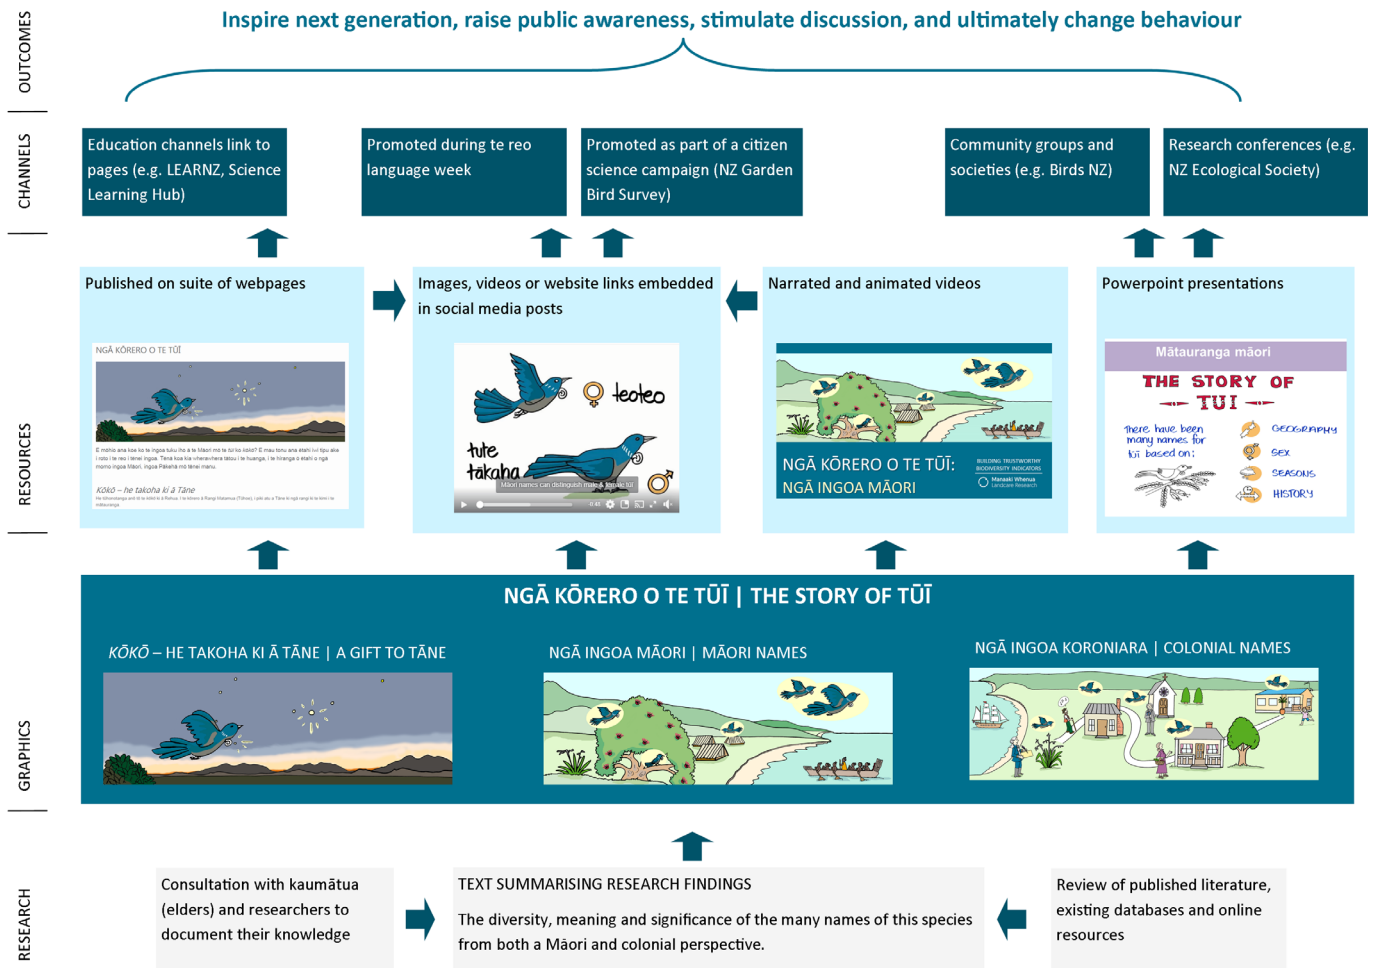 Inspire next generation, raise public awareness, stimulate discussion, and ultimately change behaviour
OUTCOMES
CHANNELS
Education channels link to
pages (e.g. LEARNZ, Science
Learning Hub)
Promoted during te reo
language week
Promoted as part of a citizen
science campaign (NZ Garden
Bird Survey)
Community groups and
societies (e.g. Birds NZ)
Research conferences (e.g.
NZ Ecological Society)
RESOURCES
Published on suite of webpages
NGĀ KŌRERO O TE TŪĪ
Kōkō – he takoha ki ā Tāne
Images, videos or website links embedded
in social media posts
teoteo
tute
tākaha
Māori names can distinguish male & female tūī
-0:40
Narrated and animated videos
NGĀ KŌRERO O TE TŪĪ:
NGĀ INGOA MĀORI
BUILDING TRUSTWORTHY
BIODIVERSITY INDICATORS
Manaaki Whenua
Landcare Research
Powerpoint presentations
Mātauranga māori
THE STORY OF
TŪĪ
There have been
many names for
tūī based on:
GEOGRAPHY
SEX
SEASONS
HISTORY
GRAPHICS
NGĀ KŌRERO O TE TŪĪ | THE STORY OF TŪĪ
KŌKŌ – HE TAKOHA KI Ā TĀNE | A GIFT TO TĀNE
NGĀ INGOA MĀORI | MĀORI NAMES
NGĀ INGOA KORONIARA | COLONIAL NAMES
RESEARCH
Consultation with kaumātua
(elders) and researchers to
document their knowledge
TEXT SUMMARISING RESEARCH FINDINGS
The diversity, meaning and significance of the many names of this species
from both a Māori and colonial perspective.
Review of published literature,
existing databases and online
resources